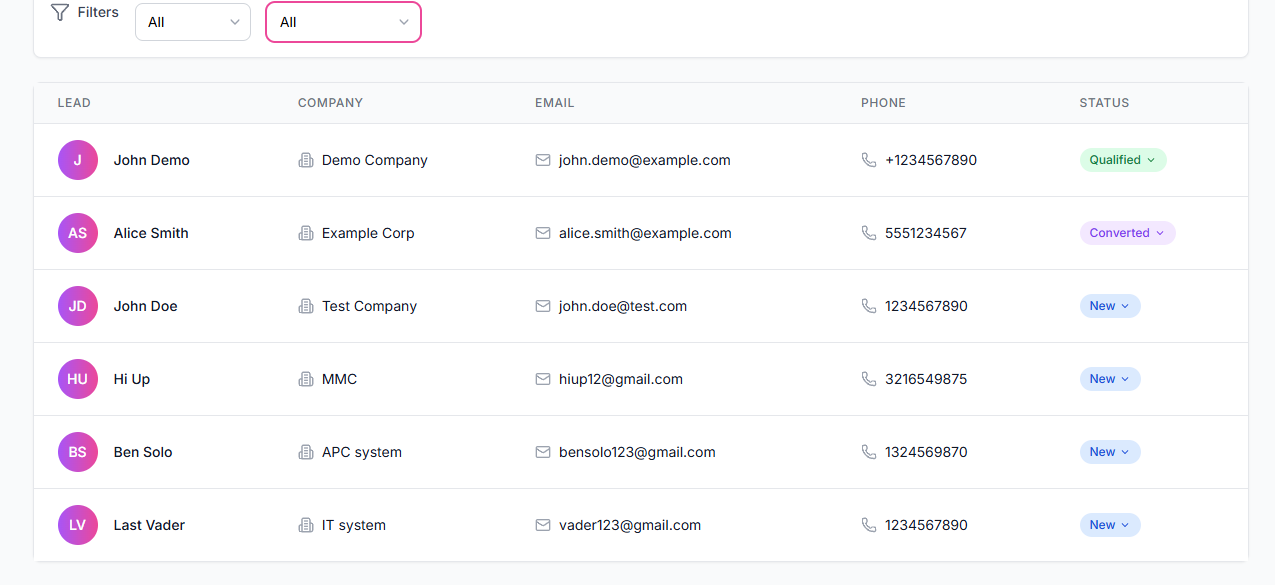 Filters All All
LEAD COMPANY EMAIL PHONE STATUS
J John Demo Demo Company john.demo@example.com +1234567890 Qualified
AS Alice Smith Example Corp alice.smith@example.com 5551234567 Converted
JD John Doe Test Company john.doe@test.com 1234567890 New
HU Hi Up MMC hiup12@gmail.com 3216549875 New
BS Ben Solo APC system bensolo123@gmail.com 1324569870 New
LV Last Vader IT system vader123@gmail.com 1234567890 New